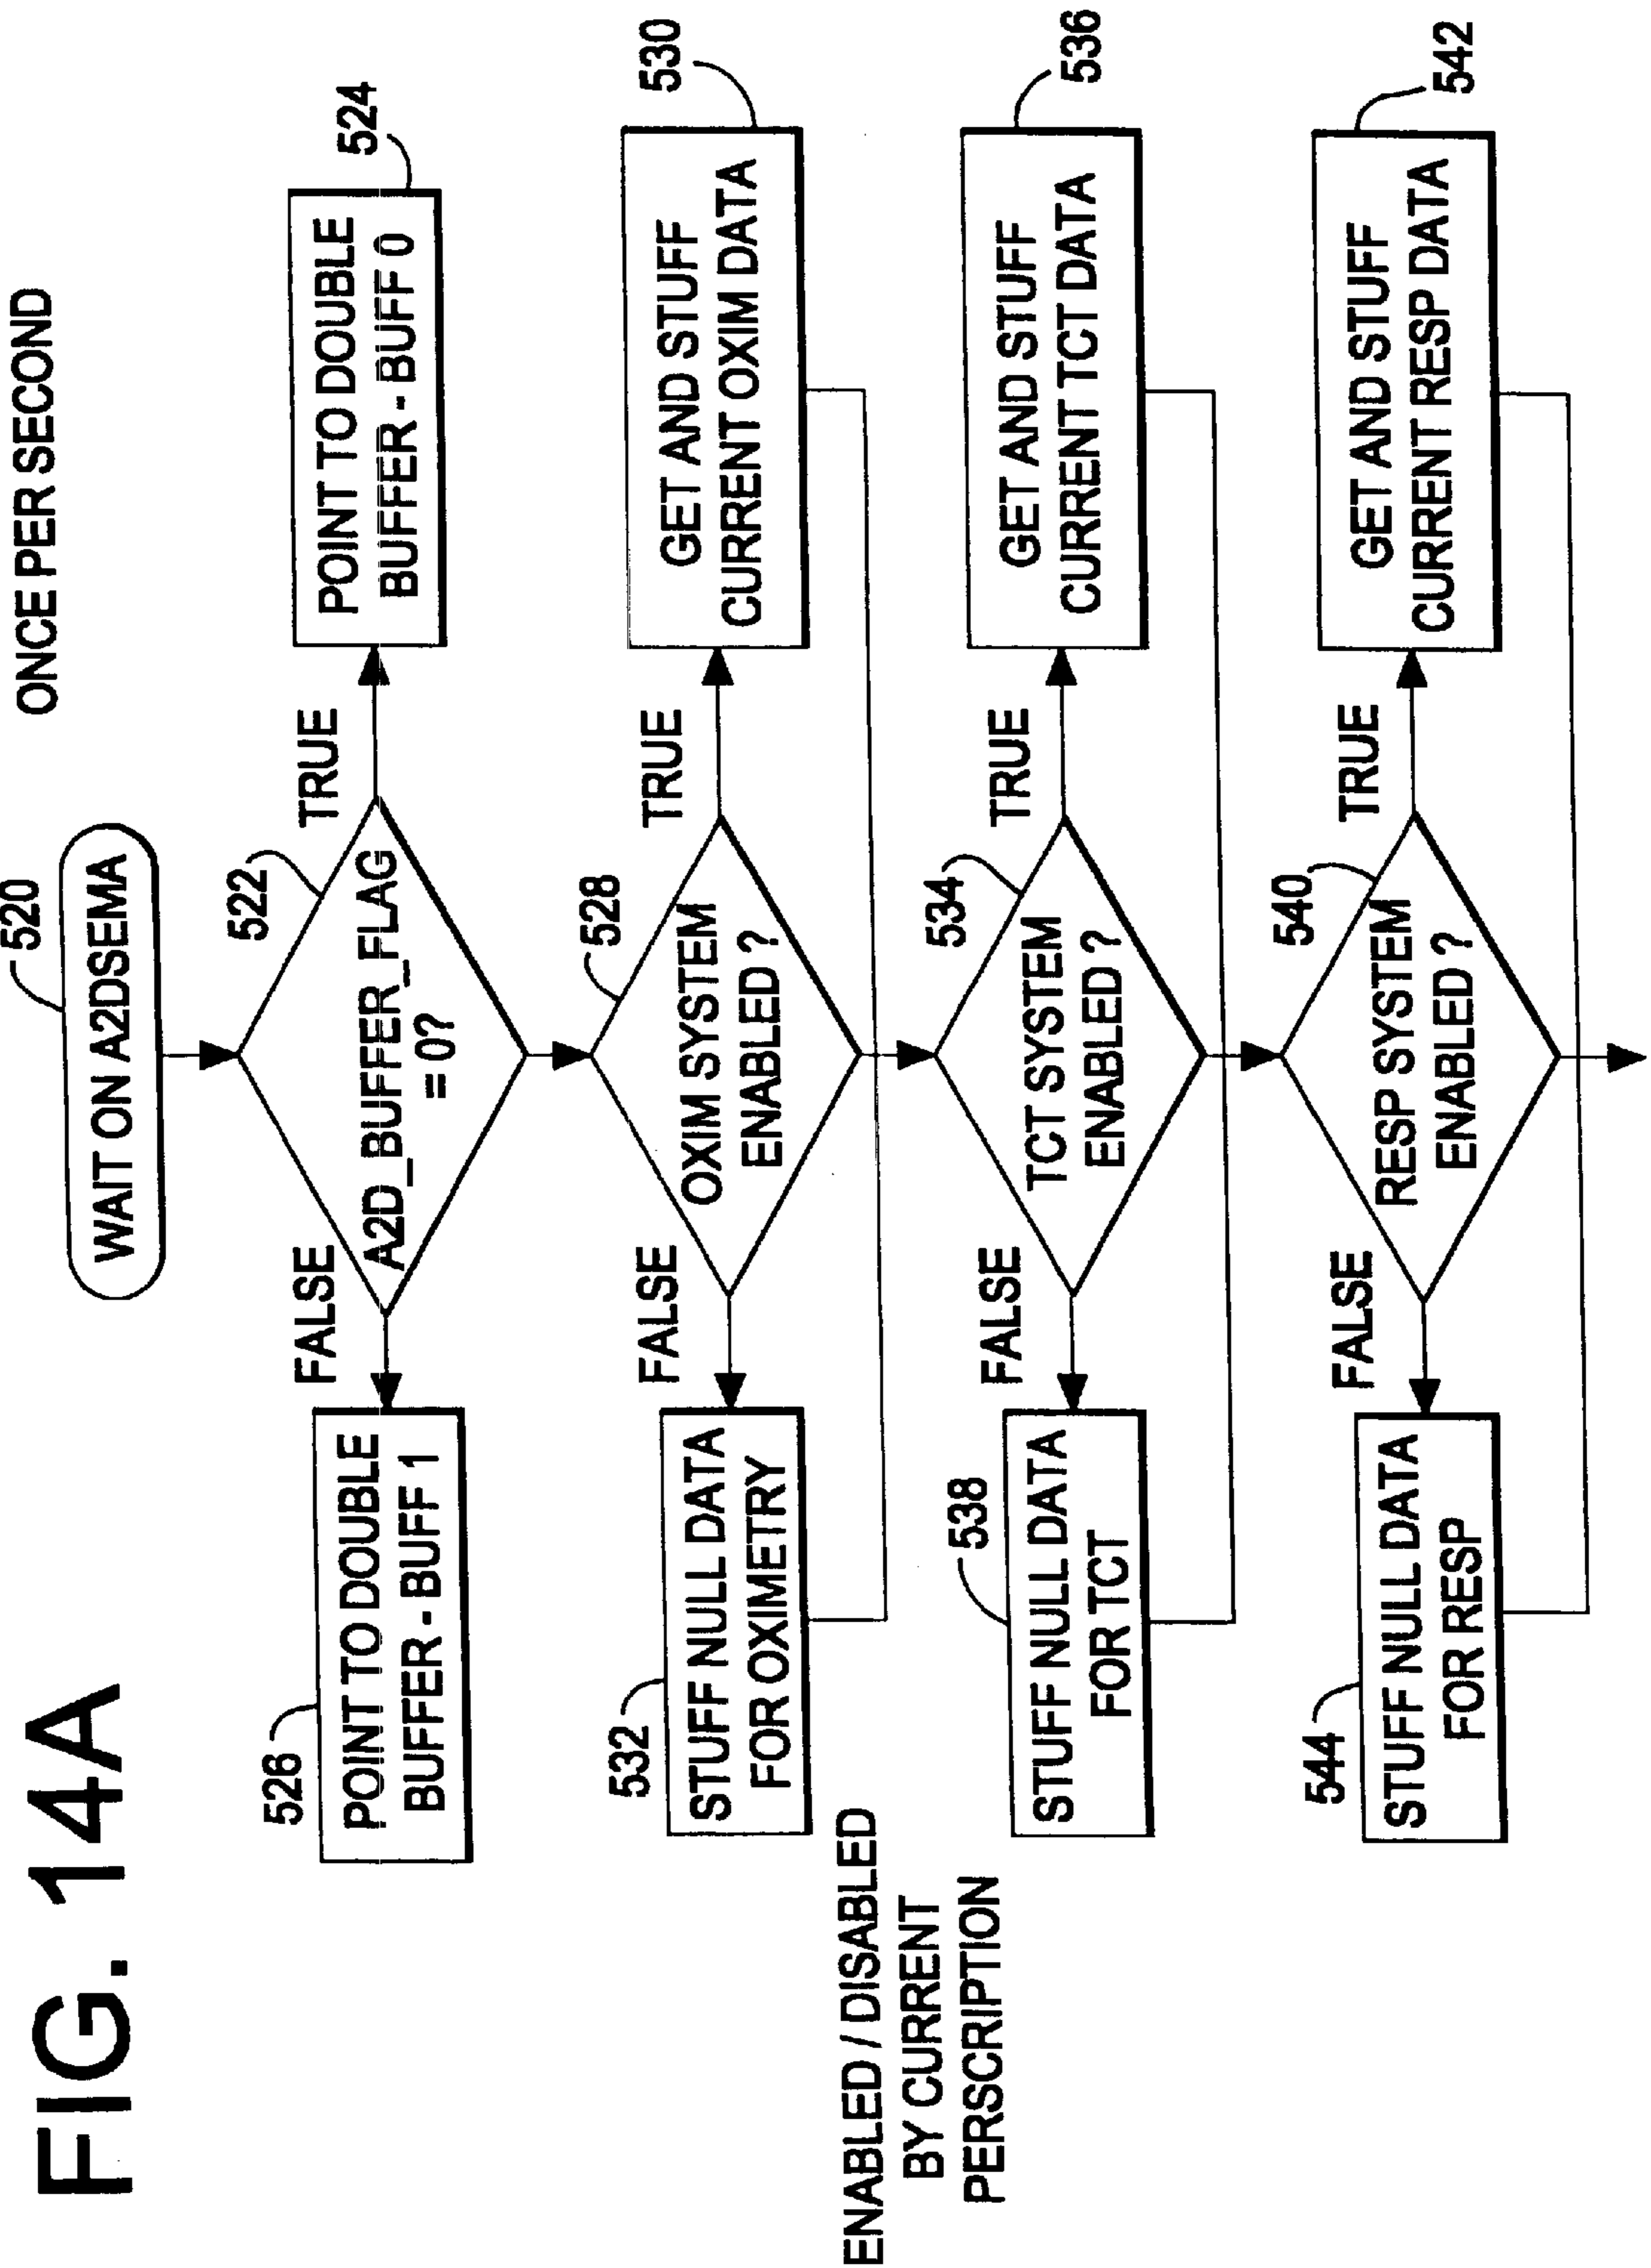 FIG. 14A
ONCE PER SECOND
520
WAIT ON A2DSEMA
522
A2D_BUFFER_FLAG
= 0?
FALSE
TRUE
526
POINT TO DOUBLE
BUFFER - BUFF 1
524
POINT TO DOUBLE
BUFFER - BUFF 0
528
OXIM SYSTEM
ENABLED ?
FALSE
TRUE
532
STUFF NULL DATA
FOR OXIMETRY
530
GET AND STUFF
CURRENT OXIM DATA
ENABLED / DISABLED
BY CURRENT
PERSCRIPTION
534
TCT SYSTEM
ENABLED ?
FALSE
TRUE
538
STUFF NULL DATA
FOR TCT
536
GET AND STUFF
CURRENT TCT DATA
540
RESP SYSTEM
ENABLED ?
FALSE
TRUE
544
STUFF NULL DATA
FOR RESP
542
GET AND STUFF
CURRENT RESP DATA